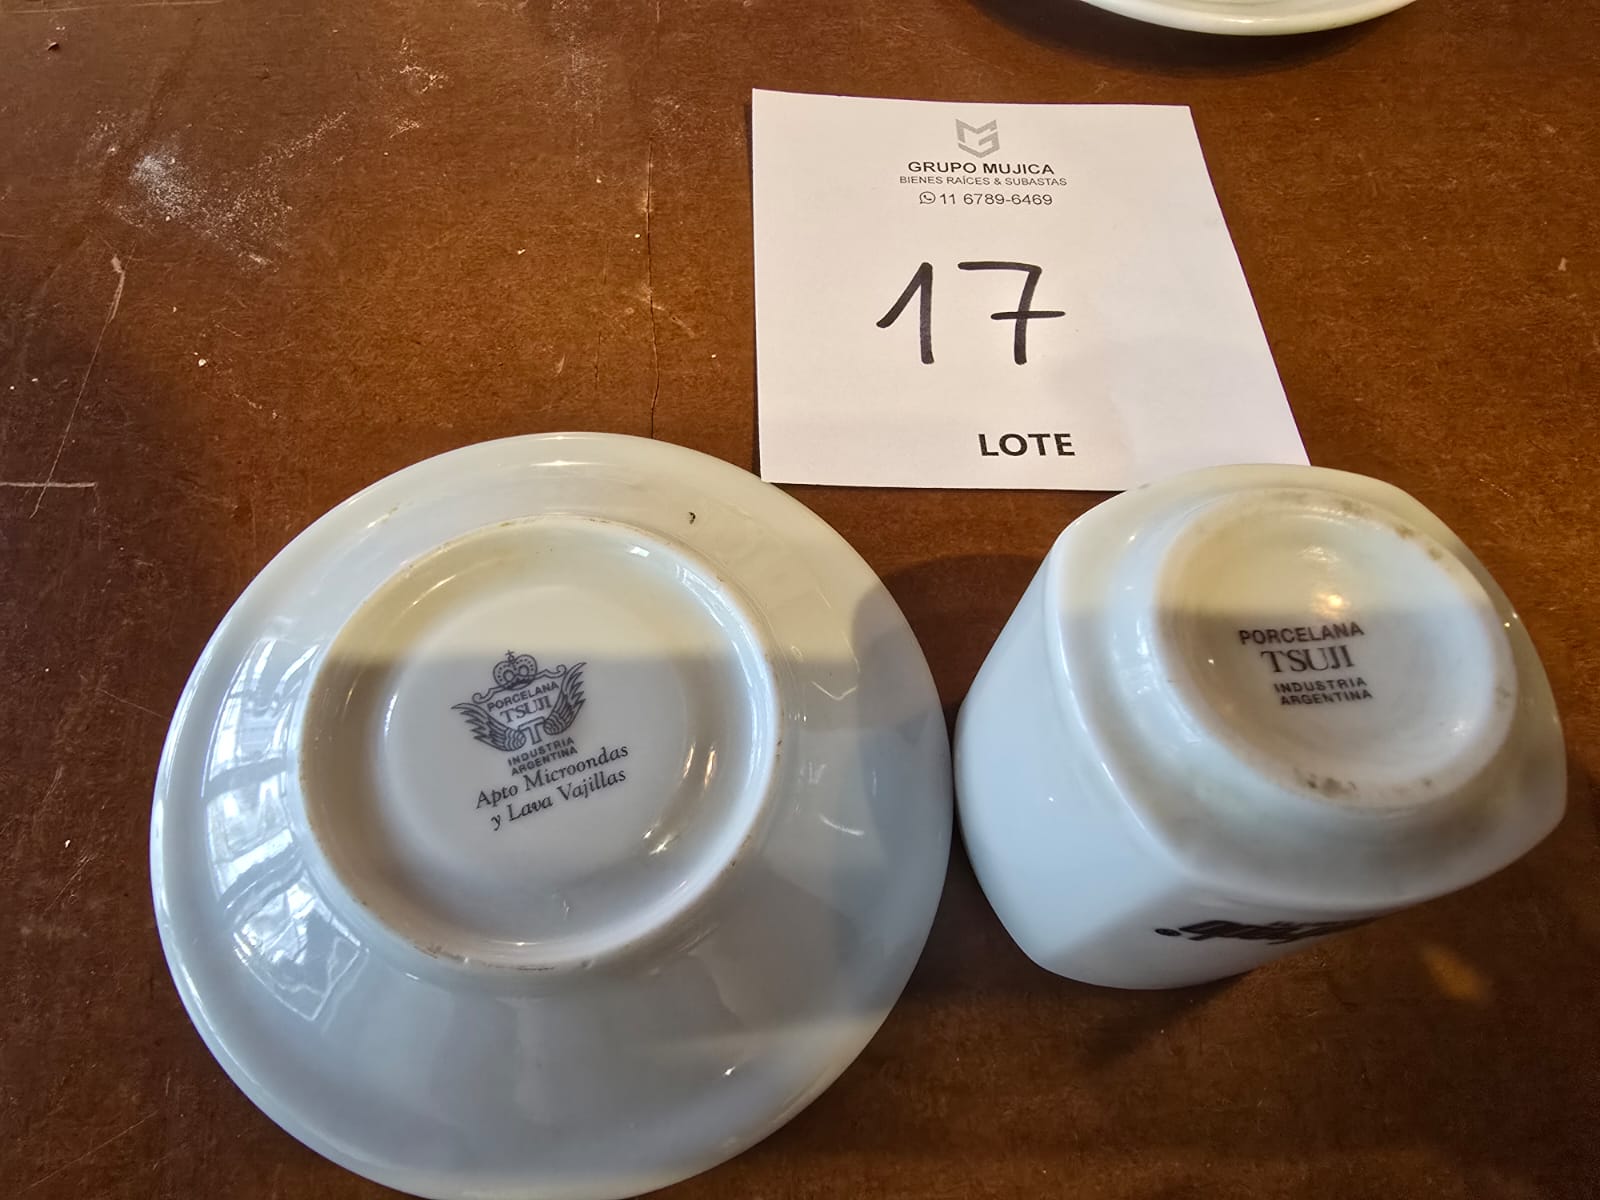 GRUPO MUJICA
BIENES RAÍCES & SUBASTAS
11 6789-6469
17
LOTE
PORCELANA
TSUJI
T
INDUSTRIA
ARGENTINA
Apto Microondas
y Lava Vajillas
PORCELANA
TSUJI
INDUSTRIA
ARGENTINA